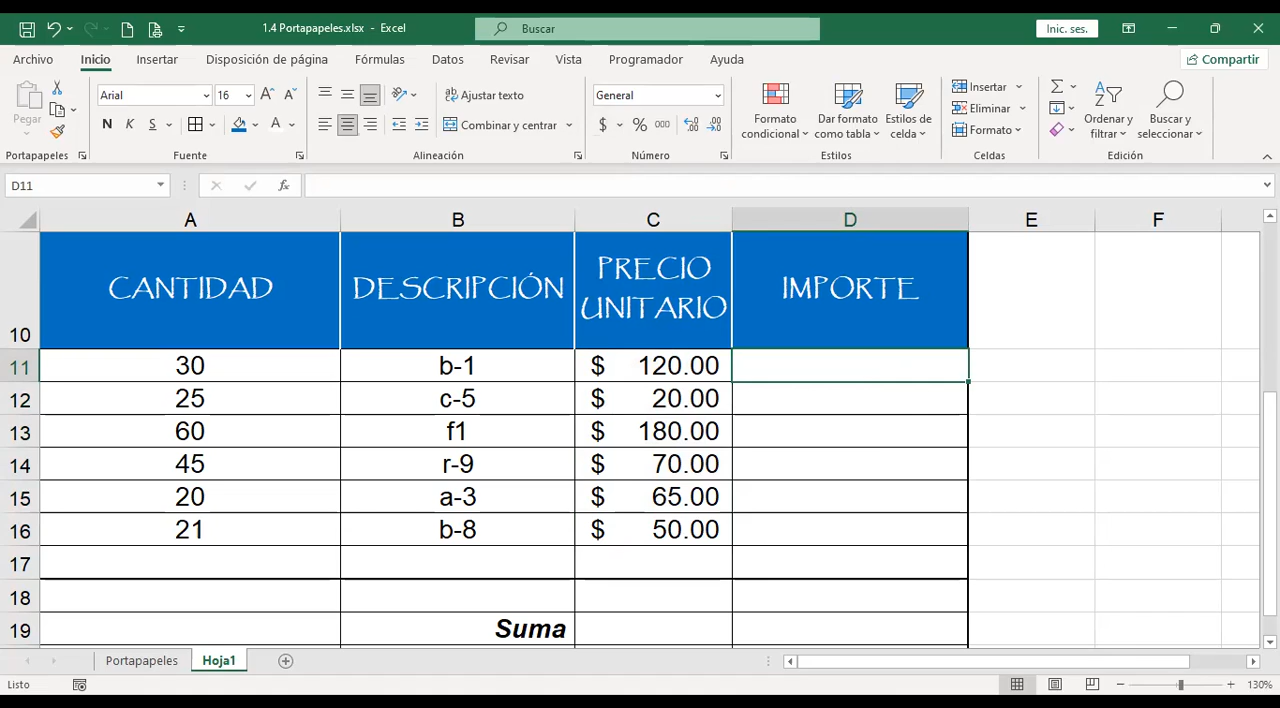 1.4 Portapapeles.xlsx - Excel
Buscar
Inic. ses.
Archivo Inicio Insertar Disposición de página Fórmulas Datos Revisar Vista Programador Ayuda
Compartir
Pegar
Portapapeles
Arial 16
N K S A
Fuente
ab Ajustar texto
Combinar y centrar
Alineación
General
$ % 000
Número
Formato condicional
Dar formato como tabla
Estilos de celda
Estilos
Insertar
Eliminar
Formato
Celdas
Ordenar y filtrar
Buscar y seleccionar
Edición
D11 fx
A B C D E F
10 CANTIDAD DESCRIPCIÓN PRECIO UNITARIO IMPORTE
11 30 b-1 $ 120.00
12 25 c-5 $ 20.00
13 60 f1 $ 180.00
14 45 r-9 $ 70.00
15 20 a-3 $ 65.00
16 21 b-8 $ 50.00
17
18
19 Suma
Portapapeles Hoja1
Listo
130%